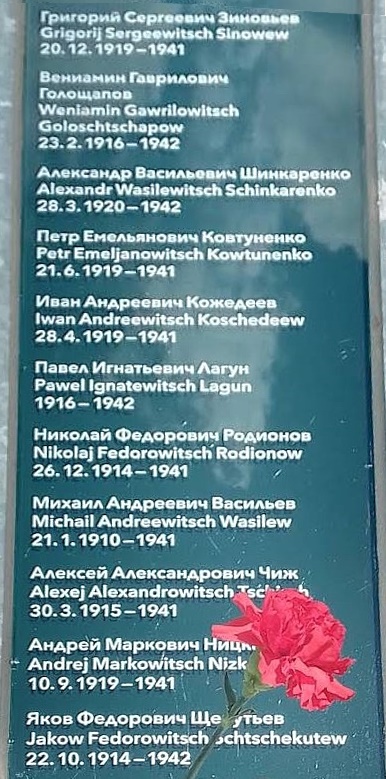 Григорий Сергеевич Зиновьев
Grigorij Sergeewitsch Sinowew
20. 12. 1919 – 1941
Вениамин Гаврилович
Голощапов
Weniamin Gawrilowitsch
Goloschtschapow
23. 2. 1916 – 1942
Александр Васильевич Шинкаренко
Alexandr Wasilewitsch Schinkarenko
28. 3. 1920 – 1942
Петр Емельянович Ковтуненко
Petr Emeljanowitsch Kowtunenko
21. 6. 1919 – 1941
Иван Андреевич Кожедеев
Iwan Andreewitsch Koschedeew
28. 4. 1919 – 1941
Павел Игнатьевич Лагун
Pawel Ignatewitsch Lagun
1916 – 1942
Николай Федорович Родионов
Nikolaj Fedorowitsch Rodionow
26. 12. 1914 – 1941
Михаил Андреевич Васильев
Michail Andreewitsch Wasilew
21. 1. 1910 – 1941
Алексей Александрович Чиж
Alexej Alexandrowitsch
30. 3. 1915 – 1941
Андрей Маркович
Andrej Markowitsch
10. 9. 1919 – 1941
Яков Федорович
Jakow Fedorowitsch
22. 10. 1914 – 1942